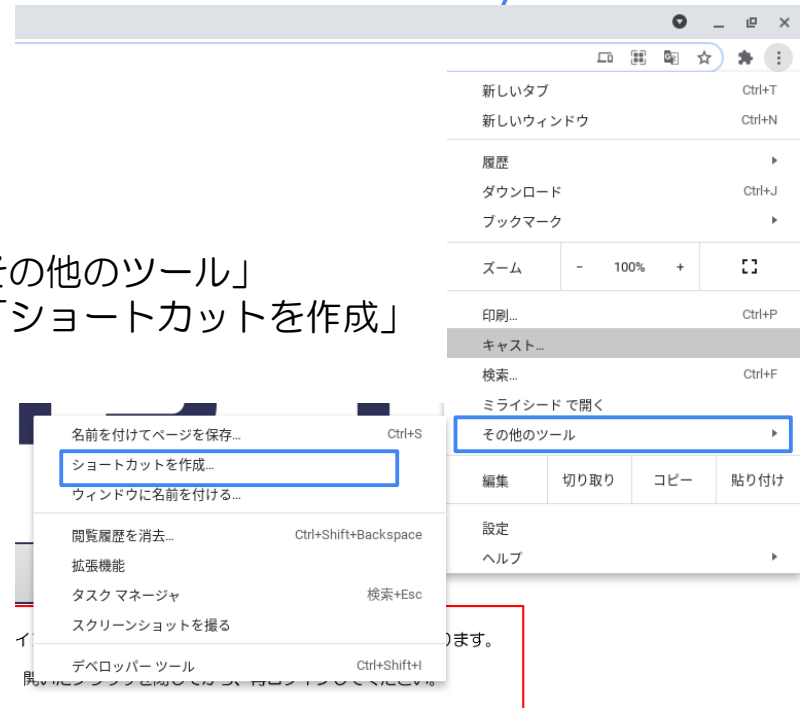 新しいタブ Ctrl+T
新しいウィンドウ Ctrl+N
履歴
ダウンロード Ctrl+J
ブックマーク
ズーム - 100% +
印刷... Ctrl+P
キャスト...
検索... Ctrl+F
ミライシード で開く
その他のツール
編集 切り取り コピー 貼り付け
設定
ヘルプ
その他のツール」
「ショートカットを作成」
名前を付けてページを保存... Ctrl+S
ショートカットを作成...
ウィンドウに名前を付ける...
閲覧履歴を消去... Ctrl+Shift+Backspace
拡張機能
タスク マネージャ 検索+Esc
スクリーンショットを撮る
デベロッパー ツール Ctrl+Shift+I
ります。